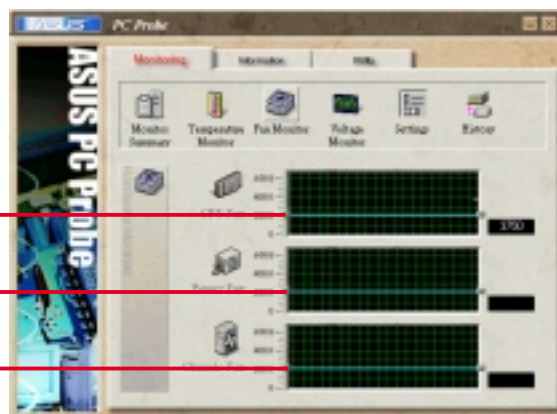 ASUS PC Probe
ASUS PC Probe
Monitoring
Information
Utility
Monitor
Summary
Temperature
Monitor
Fan Monitor
Voltage
Monitor
Settings
History
6000
4000
2000
0
CPU Fan
3750
6000
4000
2000
0
Power Fan
6000
4000
2000
0
Chassis Fan